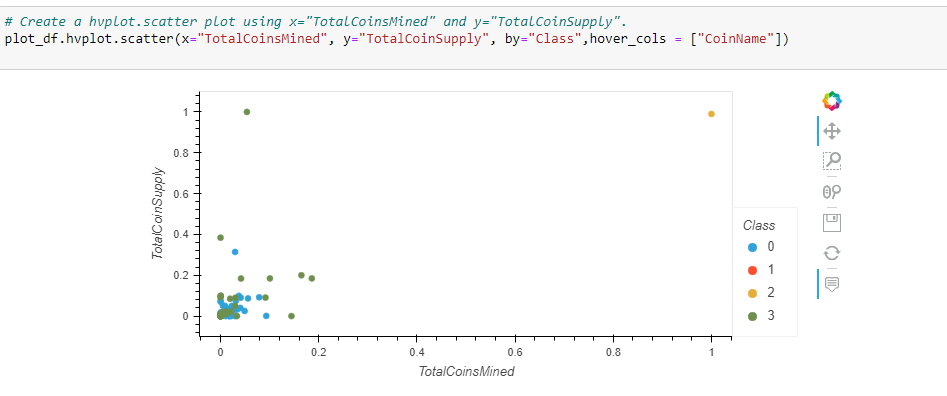 # Create a hvplot.scatter plot using x="TotalCoinsMined" and y="TotalCoinSupply".
plot_df.hvplot.scatter(x="TotalCoinsMined", y="TotalCoinSupply", by="Class",hover_cols = ["CoinName"])
TotalCoinSupply
1
0.8
0.6
0.4
0.2
0
0 0.2 0.4 0.6 0.8 1
TotalCoinsMined
Class
0
1
2
3